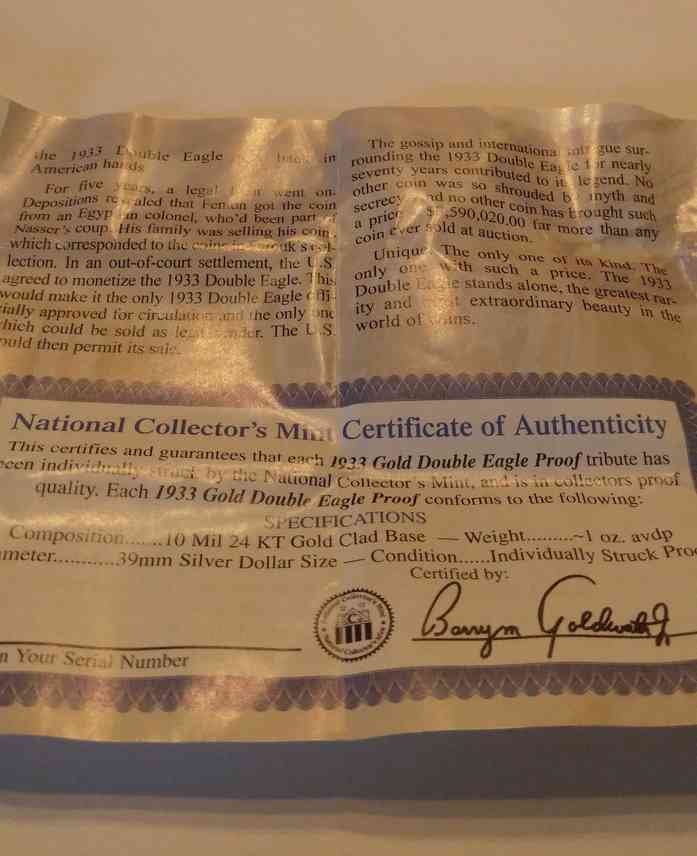 the 1933 Double Eagle back in
American hands
For five years, a legal went on.
Depositions revealed that Fenton got the coin
from an Egyptian colonel, who'd been part of
Nasser's coup. His family was selling his coin,
which corresponded to the
lection. In an out-of-court settlement, the U.S.
agreed to monetize the 1933 Double Eagle. This
would make it the only 1933 Double Eagle offi-
ially approved for circulation and the only one
hich could be sold as legal tender. The U.S.
ould then permit its sale.
The gossip and international intrigue sur-
rounding the 1933 Double Eagle for nearly
seventy years contributed to its legend. No
other coin was so shrouded by myth and
secrecy and no other coin has brought such
a price ,590,020.00 far more than any
coin ever sold at auction.
Unique. The only one of its kind. The
only one with such a price. The 1933
Double Eagle stands alone, the greatest rar-
ity and extraordinary beauty in the
world of coins.
National Collector's Mint Certificate of Authenticity
This certifies and guarantees that each 1933 Gold Double Eagle Proof tribute has
een individually struck by the National Collector's Mint, and is in collectors proof
quality. Each 1933 Gold Double Eagle Proof conforms to the following:
SPECIFICATIONS
Composition.......10 Mil 24 KT Gold Clad Base — Weight.........~1 oz. avdp
ameter...........39mm Silver Dollar Size — Condition......Individually Struck Proo
Certified by:
Barry m Goldwater Jr
National Collector's Mint
n Your Serial Number